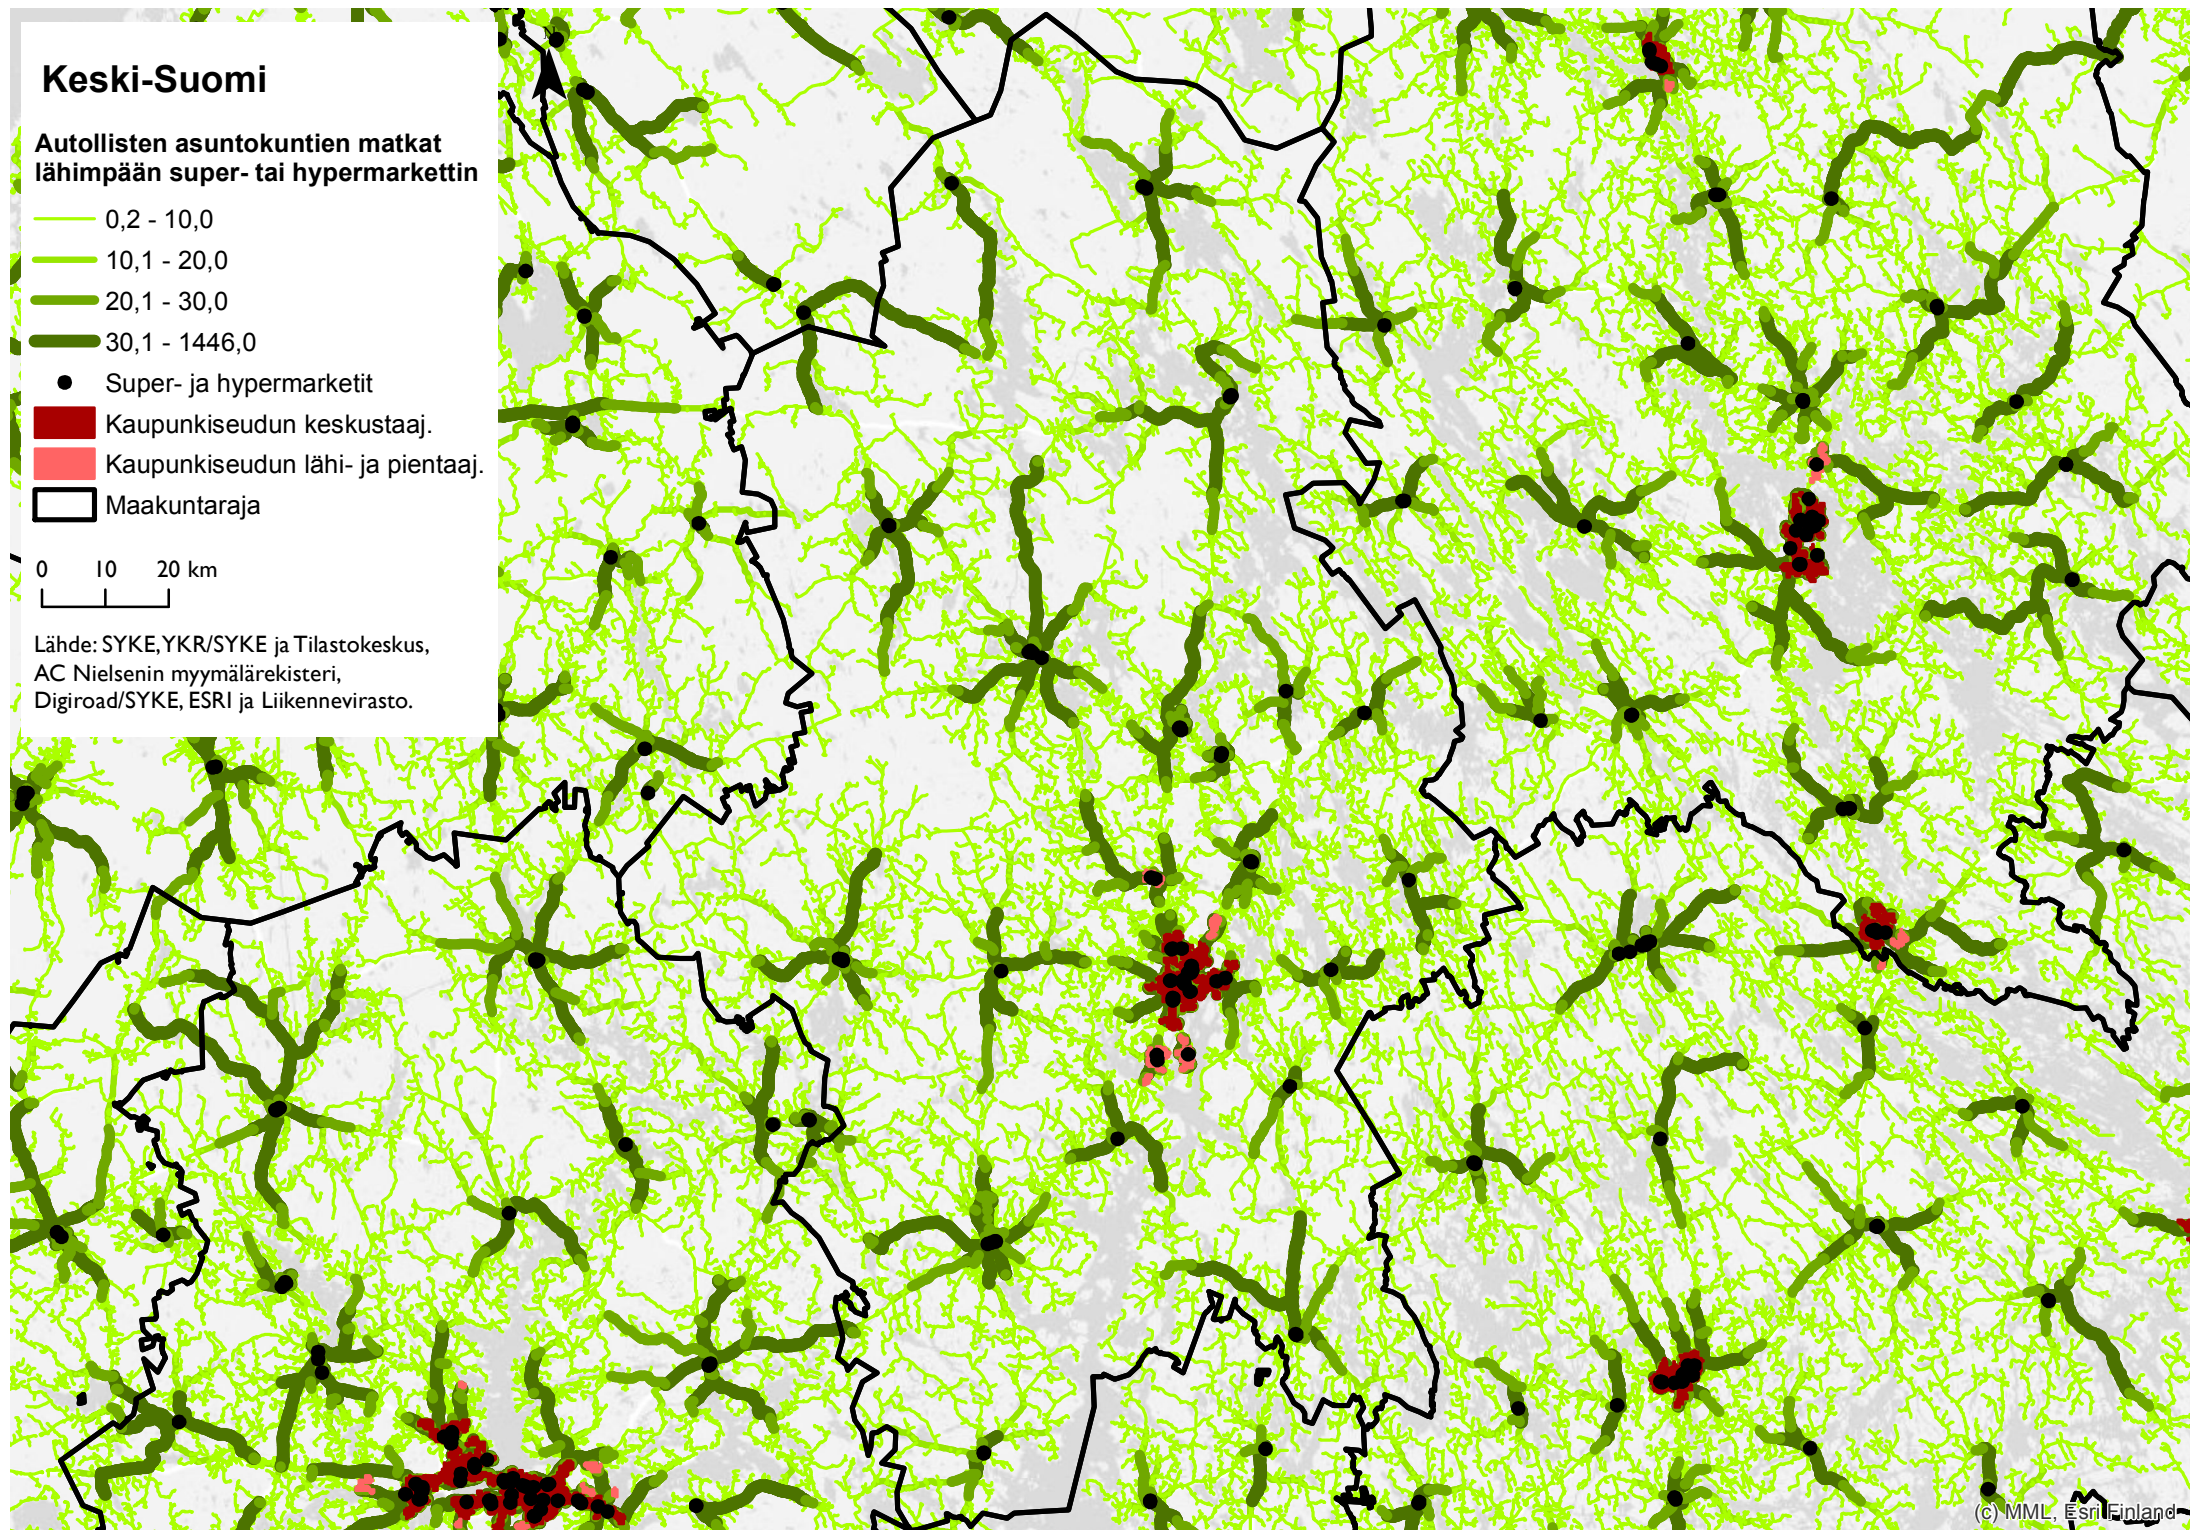 N
Keski-Suomi
Autollisten asuntokuntien matkat
lähimpään super- tai hypermarkettin
0,2 - 10,0
10,1 - 20,0
20,1 - 30,0
30,1 - 1446,0
Super- ja hypermarketit
Kaupunkiseudun keskustaaj.
Kaupunkiseudun lähi- ja pientaaj.
Maakuntaraja
0 10 20 km
Lähde: SYKE, YKR/SYKE ja Tilastokeskus,
AC Nielsenin myymälärekisteri,
Digiroad/SYKE, ESRI ja Liikennevirasto.
(c) MML, Esri Finland